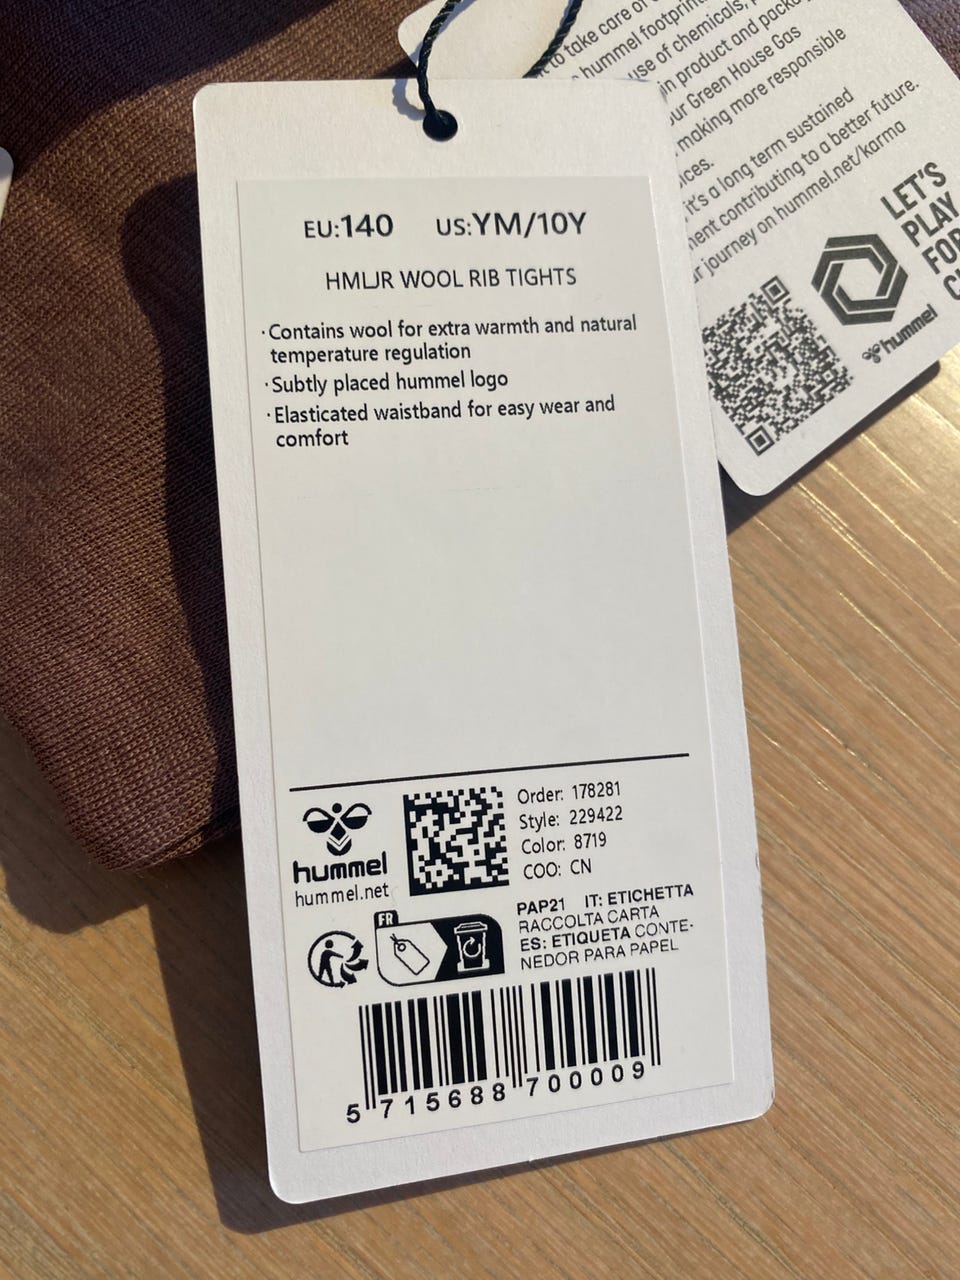 EU:140 US:YM/10Y
HMLJR WOOL RIB TIGHTS
· Contains wool for extra warmth and natural
temperature regulation
· Subtly placed hummel logo
· Elasticated waistband for easy wear and
comfort
hummel
hummel.net
Order: 178281
Style: 229422
Color: 8719
COO: CN
FR
PAP21 IT: ETICHETTA
RACCOLTA CARTA
ES: ETIQUETA CONTE-
NEDOR PARA PAPEL
5 715688 700009
to take care of
hummel footprint
use of chemicals,
in product and
Green House Gas
making more responsible
it's a long term sustained
contributing to a better future.
journey on hummel.net/karma
LET'S
PLAY
FOR
hummel